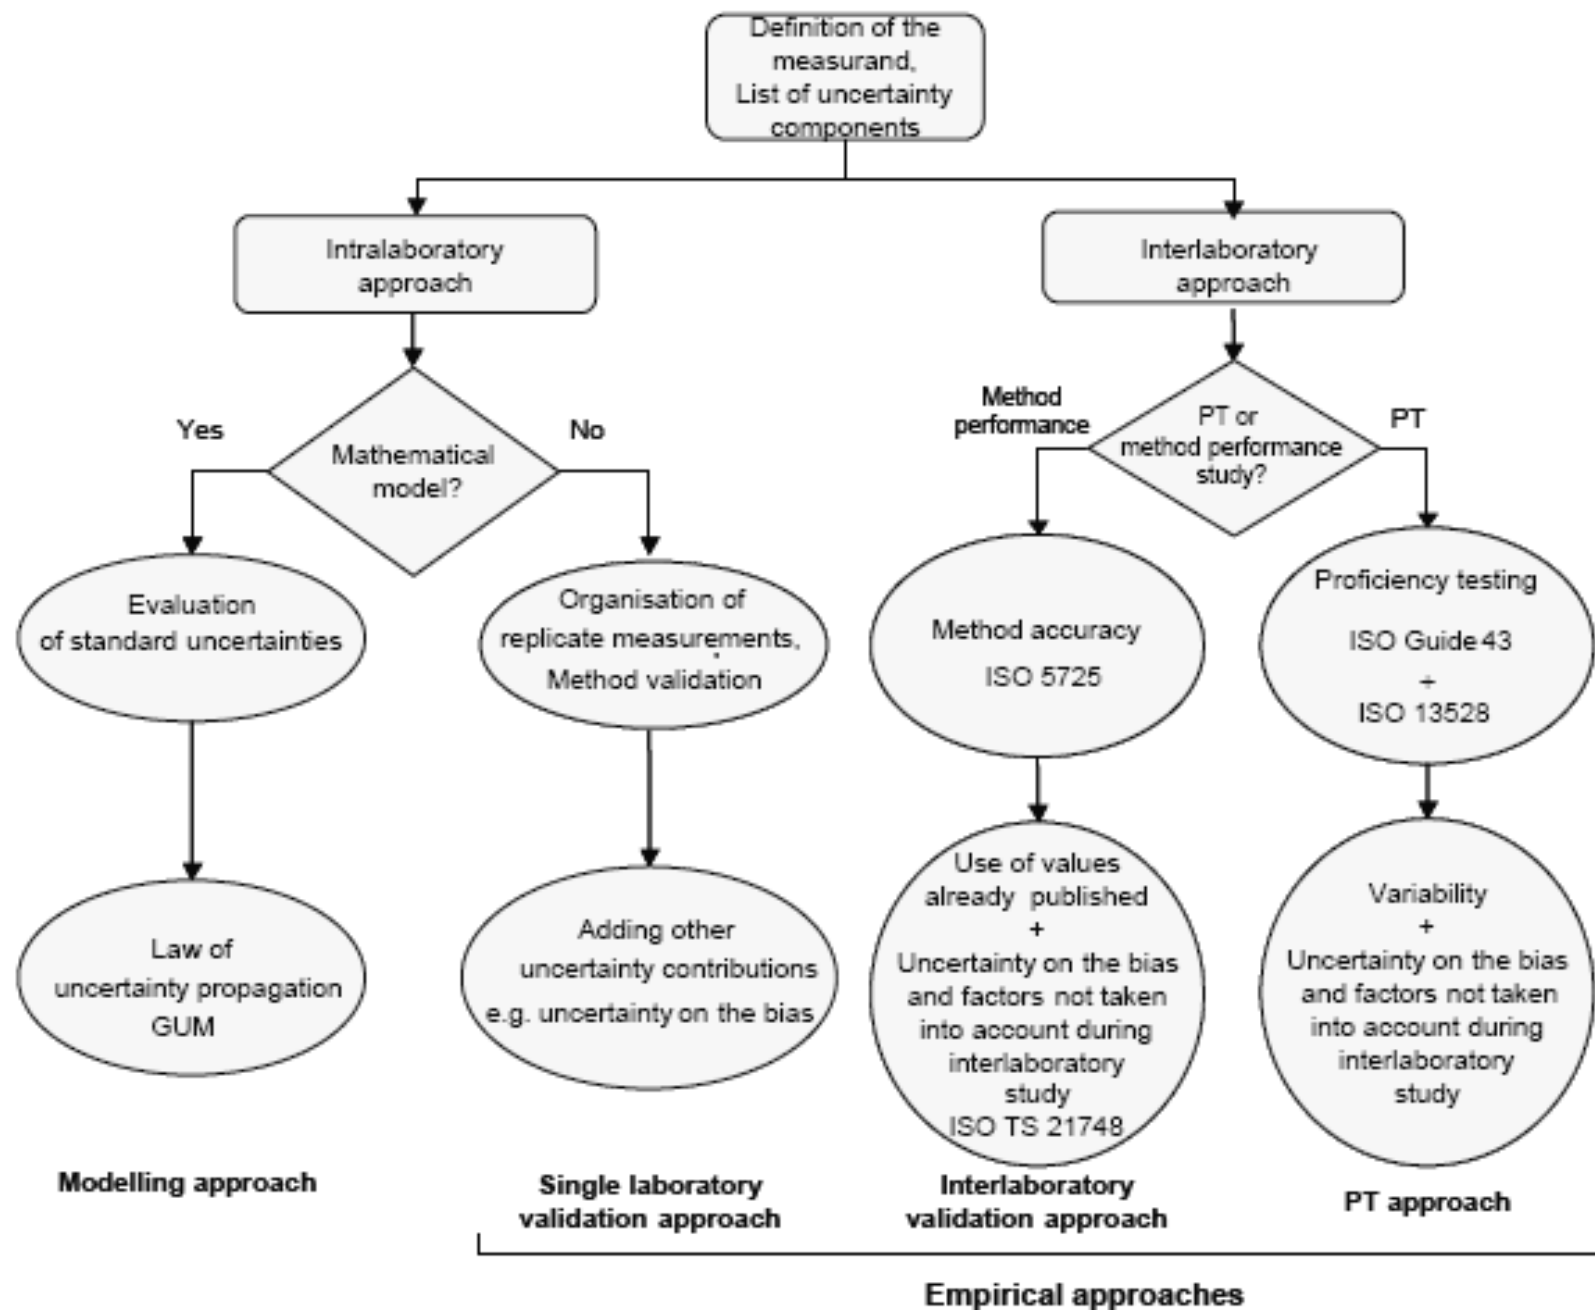 Definition of the
measurand,
List of uncertainty
components
Intralaboratory
approach
Interlaboratory
approach
Yes
No
Mathematical
model?
Method
performance
PT
PT or
method performance
study?
Evaluation
of standard uncertainties
Organisation of
replicate measurements,
Method validation
Method accuracy
ISO 5725
Proficiency testing
ISO Guide 43
+
ISO 13528
Law of
uncertainty propagation
GUM
Adding other
uncertainty contributions
e.g. uncertainty on the bias
Use of values
already published
+
Uncertainty on the bias
and factors not taken
into account during
interlaboratory
study
ISO TS 21748
Variability
+
Uncertainty on the bias
and factors not taken
into account during
interlaboratory
study
Modelling approach
Single laboratory
validation approach
Interlaboratory
validation approach
PT approach
Empirical approaches